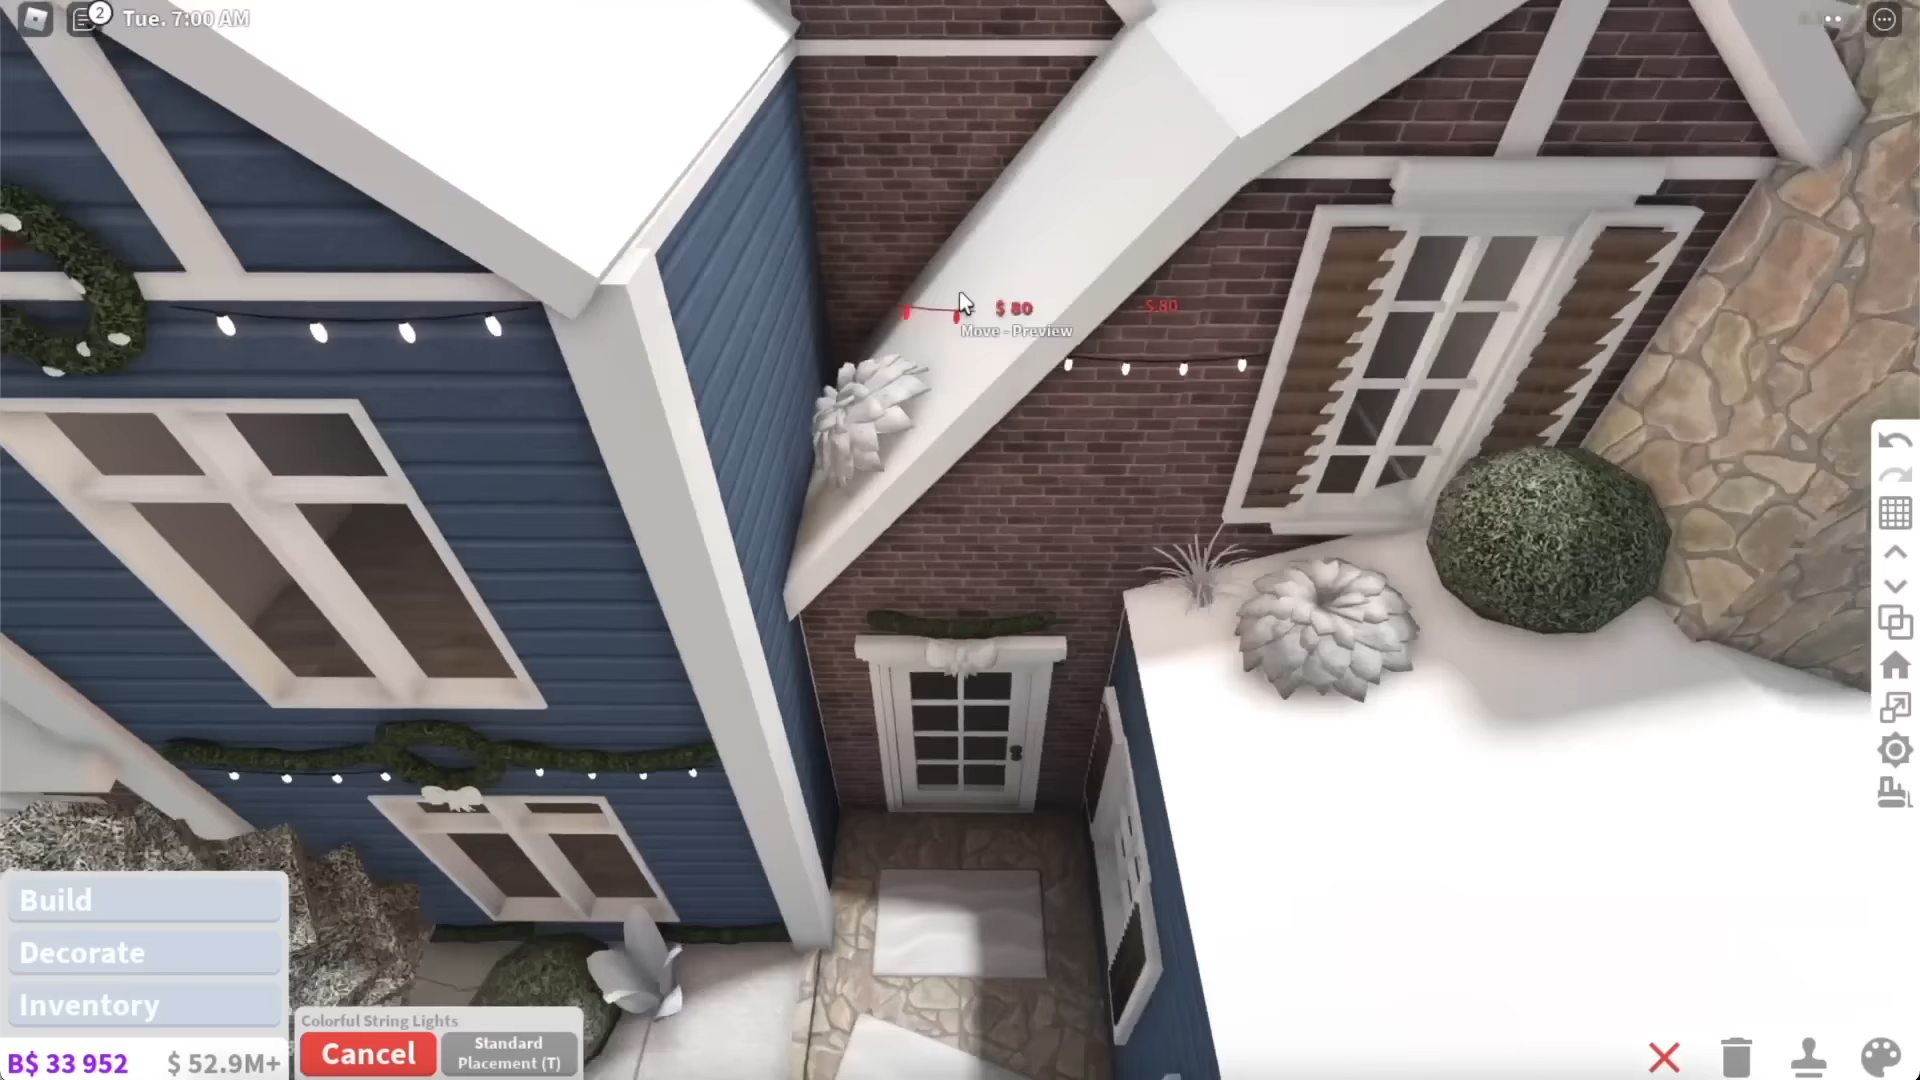 2
Tue. 7:00 AM
$ 80
-$ 80
Move - Preview
Build
Decorate
Inventory
B$ 33 952
$ 52.9M+
Colorful String Lights
Cancel
Standard
Placement (T)